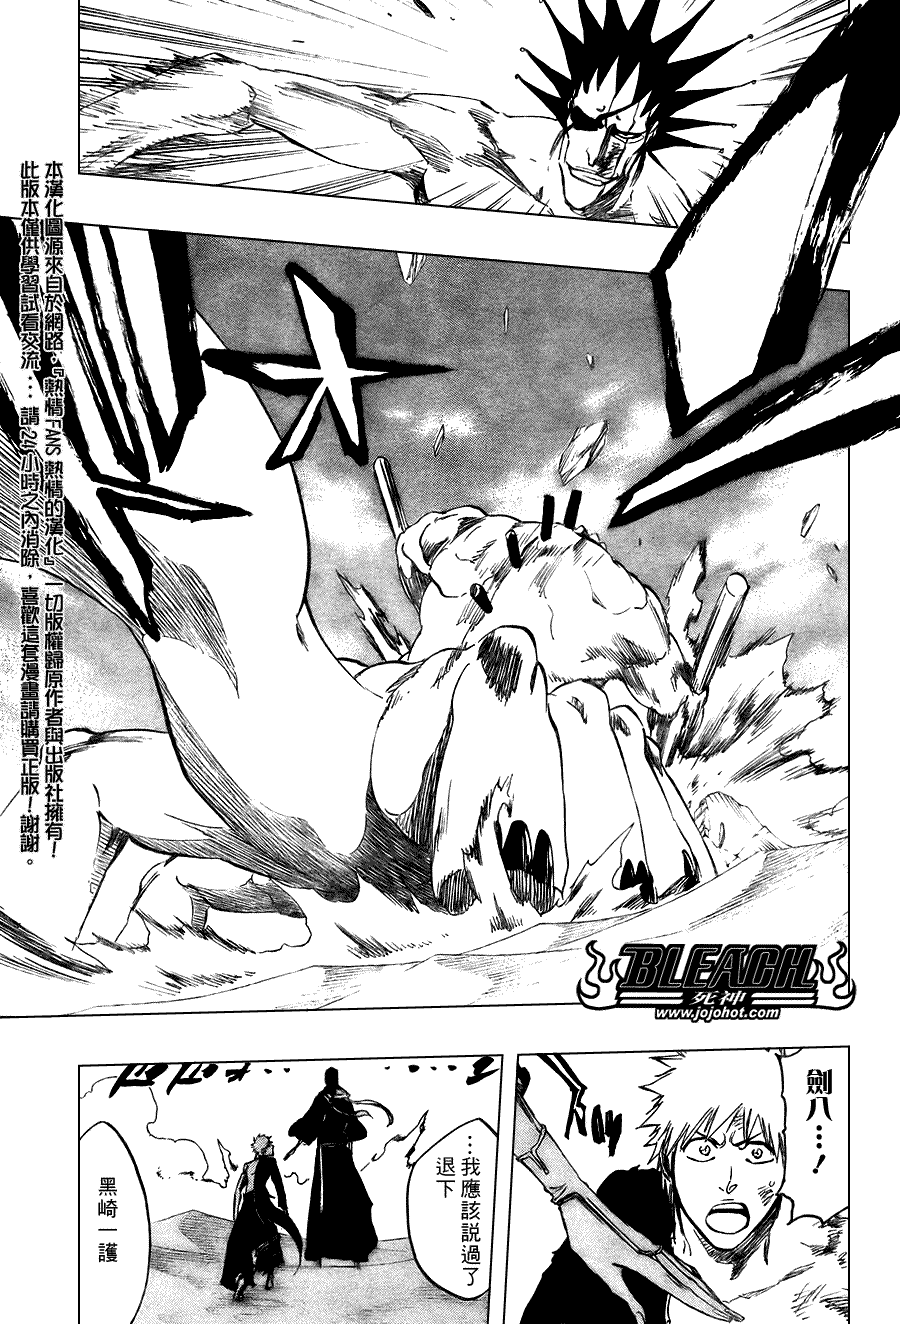 本漢化圖源來自於網路，『熱情FANS 熱情的漢化』一切版權歸原作者與出版社擁有！
此版本僅供學習試看交流… 請24小時之內消除，喜歡這套漫畫請購買正版！謝謝。
BLEACH
死神
www.jojohot.com
劍八…！
…我應該説過了
退下
黑崎一護